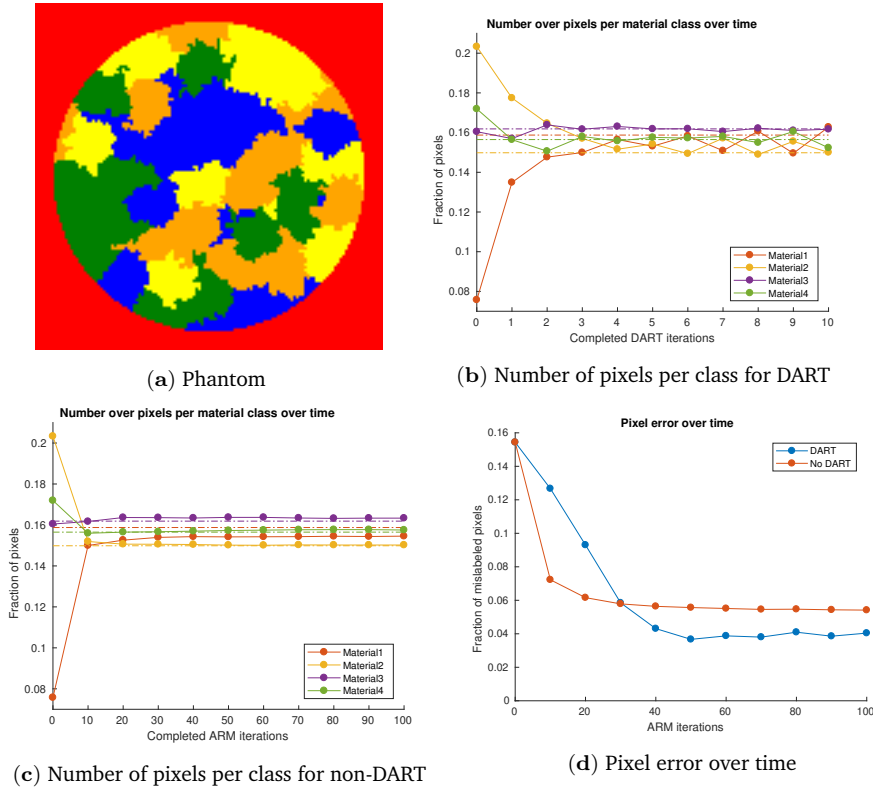 (a) Phantom
Number over pixels per material class over time
Fraction of pixels
0.2
0.18
0.16
0.14
0.12
0.1
0.08
0 1 2 3 4 5 6 7 8 9 10
Completed DART iterations
Material1
Material2
Material3
Material4
(b) Number of pixels per class for DART
Number over pixels per material class over time
Fraction of pixels
0.2
0.18
0.16
0.14
0.12
0.1
0.08
0 10 20 30 40 50 60 70 80 90 100
Completed ARM iterations
Material1
Material2
Material3
Material4
(c) Number of pixels per class for non-DART
Pixel error over time
Fraction of mislabeled pixels
0.16
0.14
0.12
0.1
0.08
0.06
0.04
0.02
0
0 20 40 60 80 100
ARM iterations
DART
No DART
(d) Pixel error over time